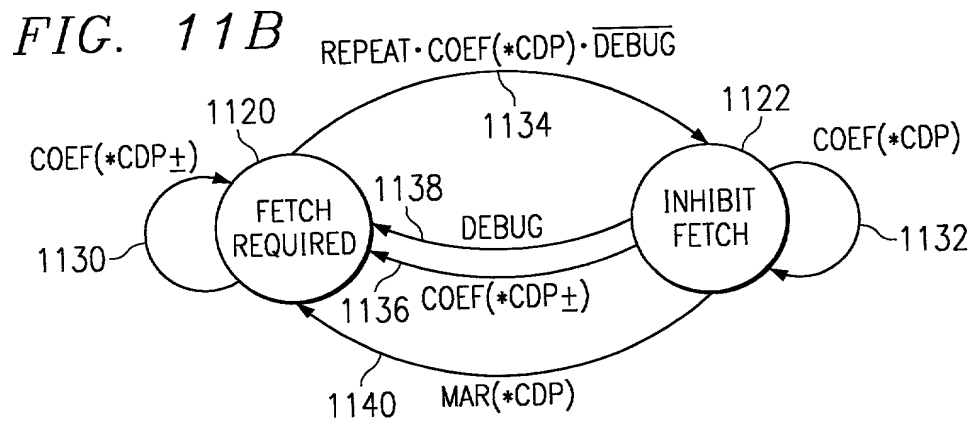 FIG. 11B
REPEAT·COEF(*CDP)·D̅E̅B̅U̅G̅
1134
1120
1122
COEF(*CDP±)
COEF(*CDP)
1138
FETCH
REQUIRED
DEBUG
INHIBIT
FETCH
1130
1132
1136
COEF(*CDP±)
1140
MAR(*CDP)